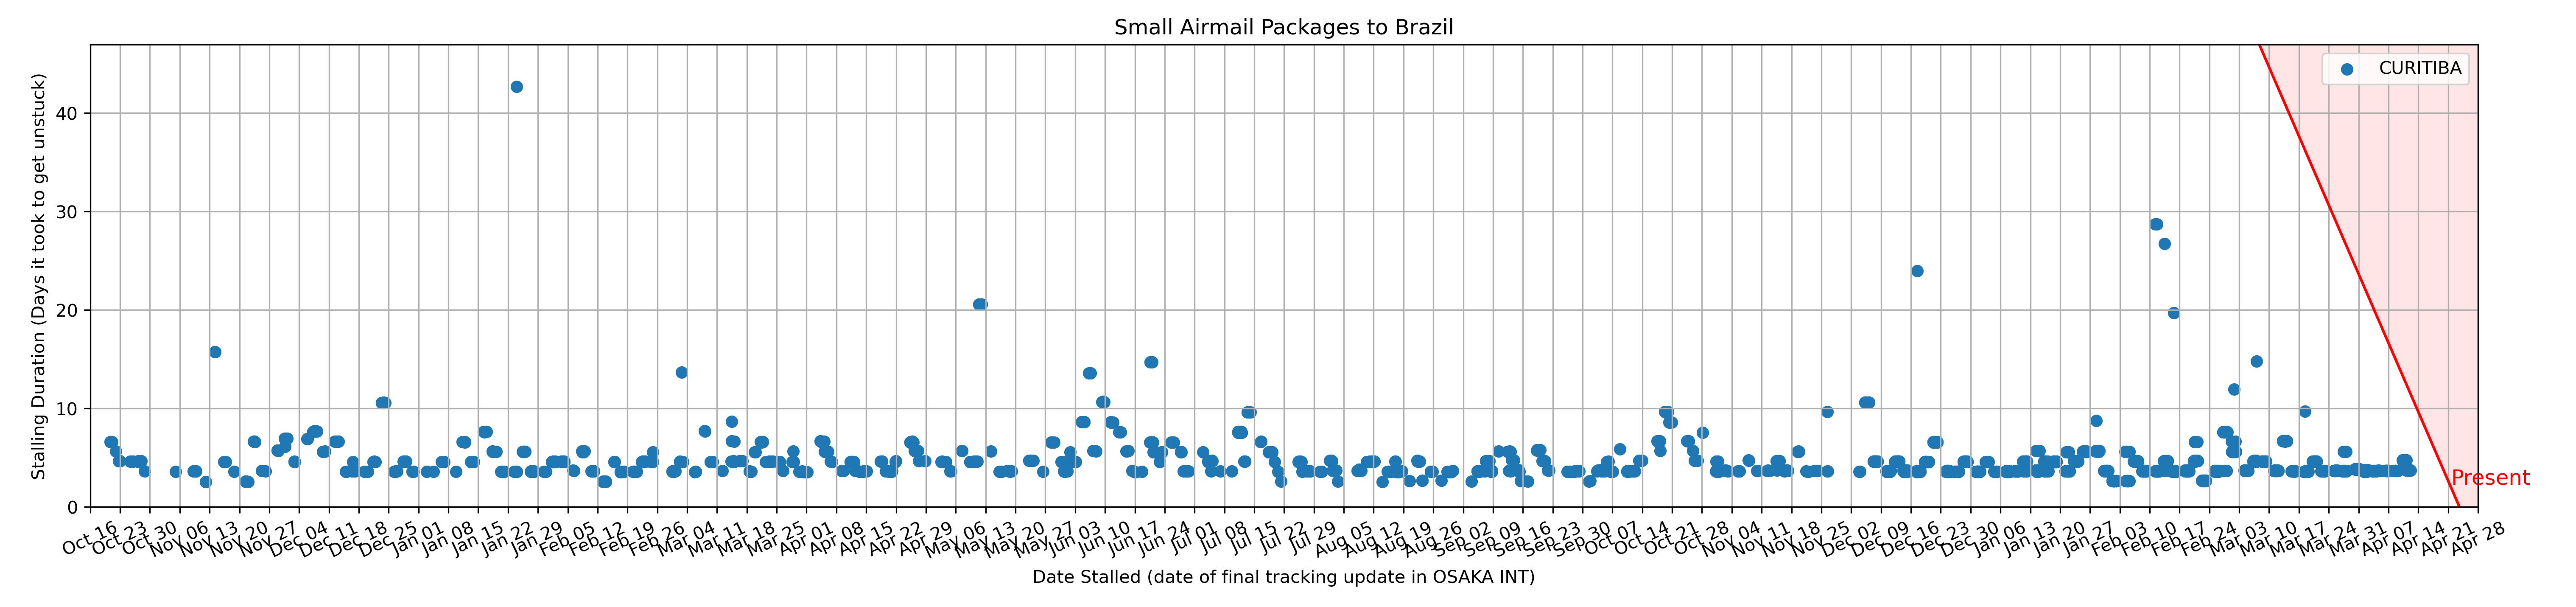 Small Airmail Packages to Brazil
Stalling Duration (Days it took to get unstuck)
40
30
20
10
0
CURITIBA
Present
Oct 16
Oct 23
Oct 30
Nov 06
Nov 13
Nov 20
Nov 27
Dec 04
Dec 11
Dec 18
Dec 25
Jan 01
Jan 08
Jan 15
Jan 22
Jan 29
Feb 05
Feb 12
Feb 19
Feb 26
Mar 04
Mar 11
Mar 18
Mar 25
Apr 01
Apr 08
Apr 15
Apr 22
Apr 29
May 06
May 13
May 20
May 27
Jun 03
Jun 10
Jun 17
Jun 24
Jul 01
Jul 08
Jul 15
Jul 22
Jul 29
Aug 05
Aug 12
Aug 19
Aug 26
Sep 02
Sep 09
Sep 16
Sep 23
Sep 30
Oct 07
Oct 14
Oct 21
Oct 28
Nov 04
Nov 11
Nov 18
Nov 25
Dec 02
Dec 09
Dec 16
Dec 23
Dec 30
Jan 06
Jan 13
Jan 20
Jan 27
Feb 03
Feb 10
Feb 17
Feb 24
Mar 03
Mar 10
Mar 17
Mar 24
Mar 31
Apr 07
Apr 14
Apr 21
Apr 28
Date Stalled (date of final tracking update in OSAKA INT)